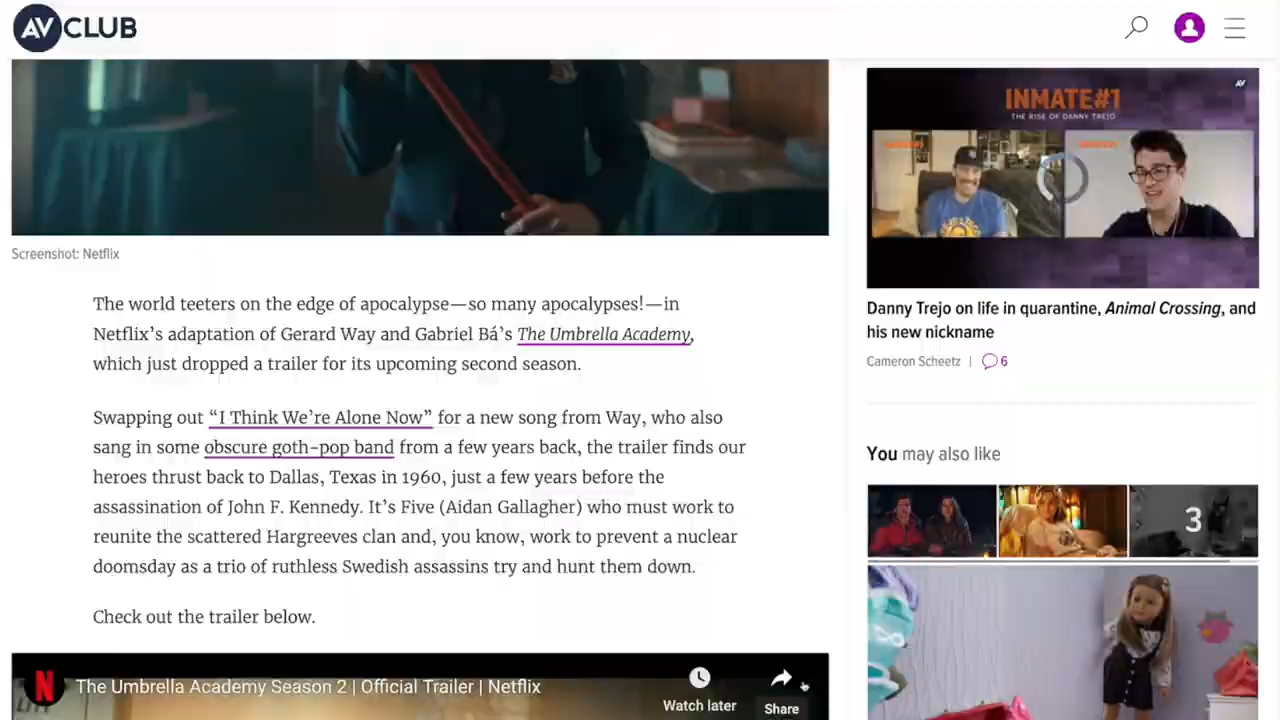 AV CLUB
AV
INMATE#1
THE RISE OF DANNY TREJO
Screenshot: Netflix
The world teeters on the edge of apocalypse—so many apocalypses!—in
Netflix’s adaptation of Gerard Way and Gabriel Bá’s The Umbrella Academy,
which just dropped a trailer for its upcoming second season.
Swapping out “I Think We’re Alone Now” for a new song from Way, who also
sang in some obscure goth-pop band from a few years back, the trailer finds our
heroes thrust back to Dallas, Texas in 1960, just a few years before the
assassination of John F. Kennedy. It’s Five (Aidan Gallagher) who must work to
reunite the scattered Hargreeves clan and, you know, work to prevent a nuclear
doomsday as a trio of ruthless Swedish assassins try and hunt them down.
Check out the trailer below.
N
The Umbrella Academy Season 2 | Official Trailer | Netflix
Watch later
Share
Danny Trejo on life in quarantine, Animal Crossing, and
his new nickname
Cameron Scheetz | 6
You may also like
3